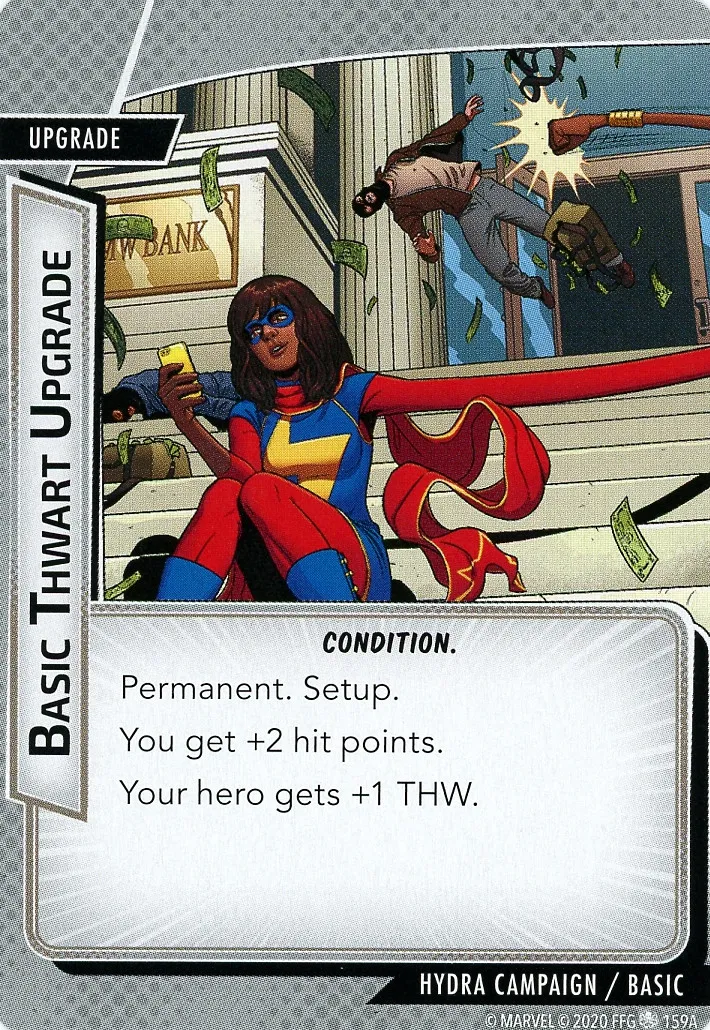 UPGRADE
MW BANK
BASIC THWART UPGRADE
CONDITION.
Permanent. Setup.
You get +2 hit points.
Your hero gets +1 THW.
HYDRA CAMPAIGN / BASIC
© MARVEL © 2020 FFG 159A